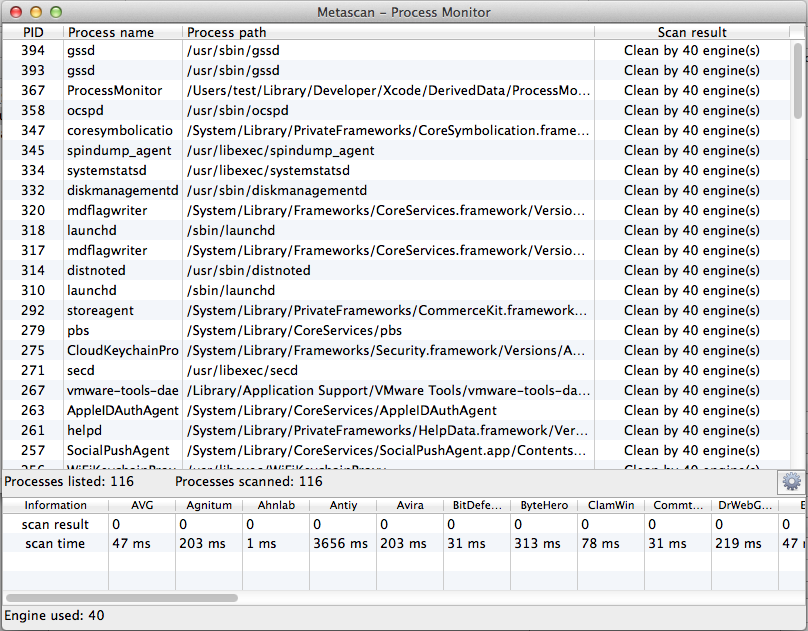 Metascan – Process Monitor
PID Process name Process path Scan result
394 gssd /usr/sbin/gssd Clean by 40 engine(s)
393 gssd /usr/sbin/gssd Clean by 40 engine(s)
367 ProcessMonitor /Users/test/Library/Developer/Xcode/DerivedData/ProcessMo... Clean by 40 engine(s)
358 ocspd /usr/sbin/ocspd Clean by 40 engine(s)
347 coresymbolicatio /System/Library/PrivateFrameworks/CoreSymbolication.frame... Clean by 40 engine(s)
345 spindump_agent /usr/libexec/spindump_agent Clean by 40 engine(s)
334 systemstatsd /usr/libexec/systemstatsd Clean by 40 engine(s)
332 diskmanagementd /usr/sbin/diskmanagementd Clean by 40 engine(s)
320 mdflagwriter /System/Library/Frameworks/CoreServices.framework/Versio... Clean by 40 engine(s)
318 launchd /sbin/launchd Clean by 40 engine(s)
317 mdflagwriter /System/Library/Frameworks/CoreServices.framework/Versio... Clean by 40 engine(s)
314 distnoted /usr/sbin/distnoted Clean by 40 engine(s)
310 launchd /sbin/launchd Clean by 40 engine(s)
292 storeagent /System/Library/PrivateFrameworks/CommerceKit.framework... Clean by 40 engine(s)
279 pbs /System/Library/CoreServices/pbs Clean by 40 engine(s)
275 CloudKeychainPro /System/Library/Frameworks/Security.framework/Versions/A... Clean by 40 engine(s)
271 secd /usr/libexec/secd Clean by 40 engine(s)
267 vmware-tools-dae /Library/Application Support/VMware Tools/vmware-tools-da... Clean by 40 engine(s)
263 AppleIDAuthAgent /System/Library/CoreServices/AppleIDAuthAgent Clean by 40 engine(s)
261 helpd /System/Library/PrivateFrameworks/HelpData.framework/Ver... Clean by 40 engine(s)
257 SocialPushAgent /System/Library/CoreServices/SocialPushAgent.app/Contents... Clean by 40 engine(s)
256 WiFiKeychainProxy /usr/libexec/WiFiKeychainProxy Clean by 40 engine(s)
Processes listed: 116 Processes scanned: 116
Information AVG Agnitum Ahnlab Antiy Avira BitDefe... ByteHero ClamWin Commt... DrWebG... E
scan result 0 0 0 0 0 0 0 0 0 0 0
scan time 47 ms 203 ms 1 ms 3656 ms 203 ms 31 ms 313 ms 78 ms 31 ms 219 ms 47
Engine used: 40